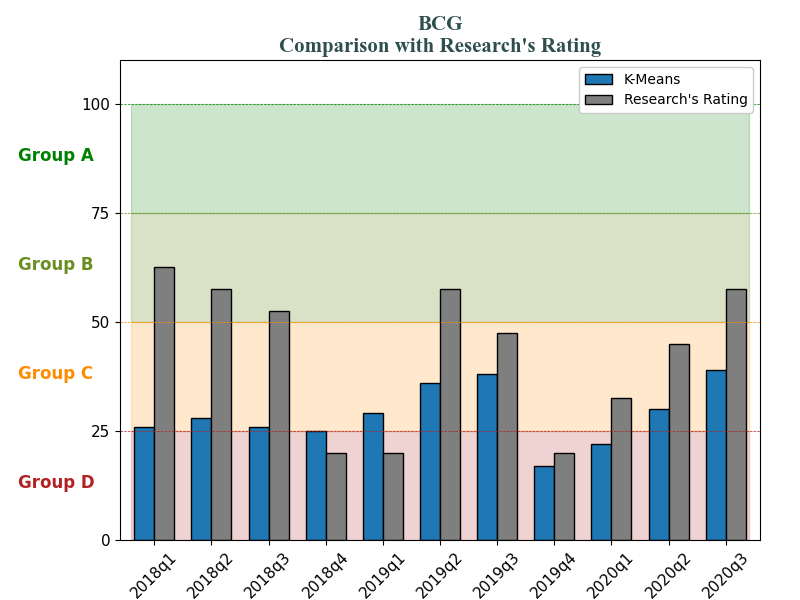 BCG
Comparison with Research's Rating
K-Means
Research's Rating
100
Group A
75
Group B
50
Group C
25
Group D
0
2018q1
2018q2
2018q3
2018q4
2019q1
2019q2
2019q3
2019q4
2020q1
2020q2
2020q3